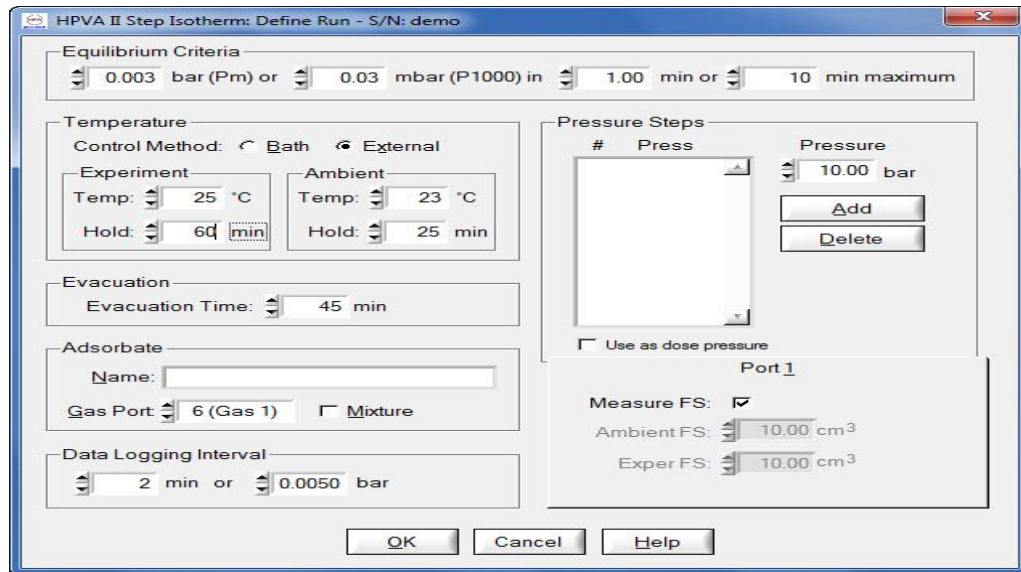 HPVA II Step Isotherm: Define Run - S/N: demo
Equilibrium Criteria
0.003 bar (Pm) or 0.03 mbar (P1000) in 1.00 min or 10 min maximum
Temperature
Control Method: Bath External
Experiment
Temp: 25 °C
Hold: 60 min
Ambient
Temp: 23 °C
Hold: 25 min
Evacuation
Evacuation Time: 45 min
Adsorbate
Name:
Gas Port: 6 (Gas 1) Mixture
Data Logging Interval
2 min or 0.0050 bar
Pressure Steps
# Press
Pressure
10.00 bar
Add
Delete
Use as dose pressure
Port 1
Measure FS:
Ambient FS: 10.00 cm3
Exper FS: 10.00 cm3
OK Cancel Help